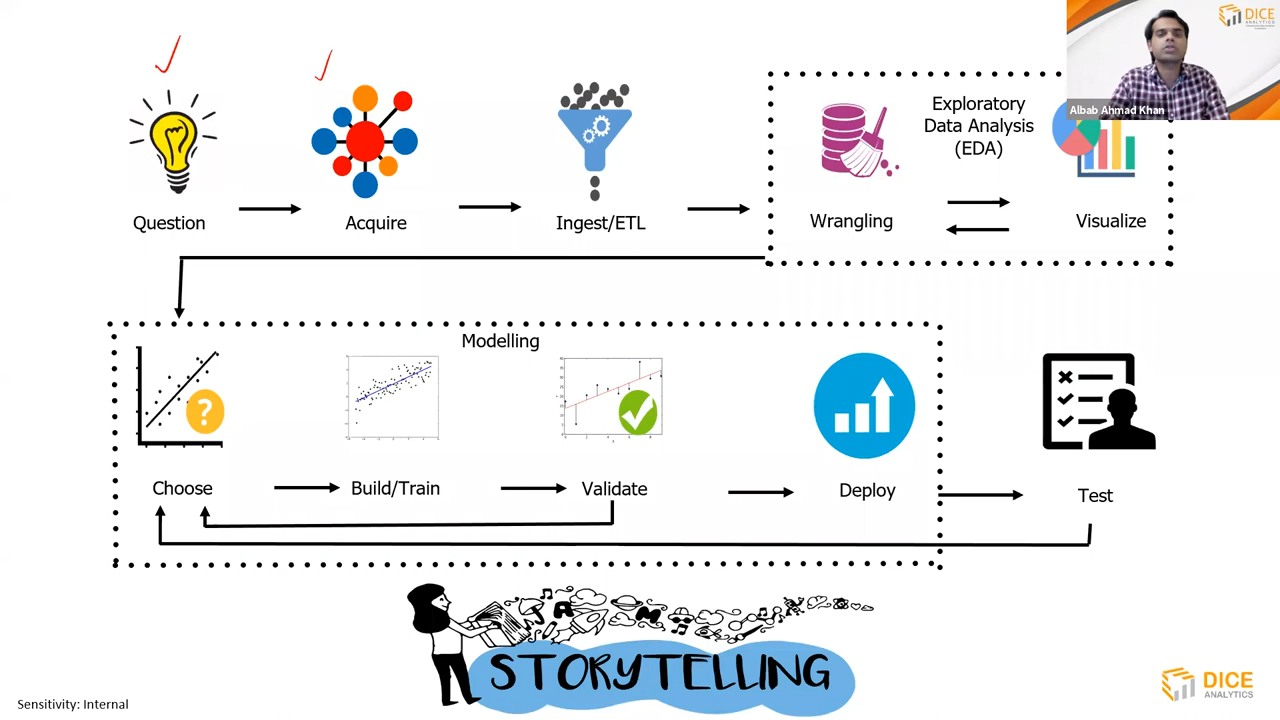 DICE
ANALYTICS
Albab Ahmad Khan
Exploratory
Data Analysis
(EDA)
Question
Acquire
Ingest/ETL
Wrangling
Visualize
Modelling
?
Choose
Build/Train
Validate
Deploy
Test
A
M
STORYTELLING
DICE
ANALYTICS
Sensitivity: Internal